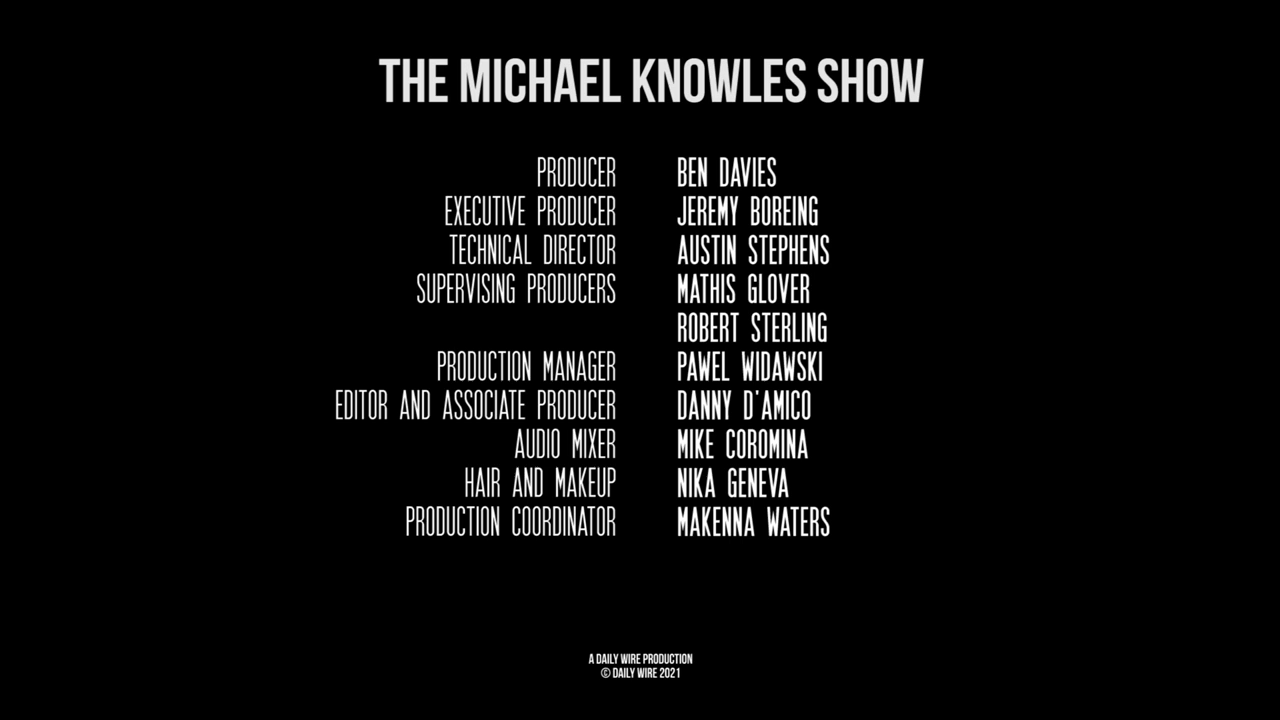 THE MICHAEL KNOWLES SHOW
PRODUCER BEN DAVIES
EXECUTIVE PRODUCER JEREMY BOREING
TECHNICAL DIRECTOR AUSTIN STEPHENS
SUPERVISING PRODUCERS MATHIS GLOVER
ROBERT STERLING
PRODUCTION MANAGER PAWEL WIDAWSKI
EDITOR AND ASSOCIATE PRODUCER DANNY D'AMICO
AUDIO MIXER MIKE COROMINA
HAIR AND MAKEUP NIKA GENEVA
PRODUCTION COORDINATOR MAKENNA WATERS
A DAILY WIRE PRODUCTION
© DAILY WIRE 2021